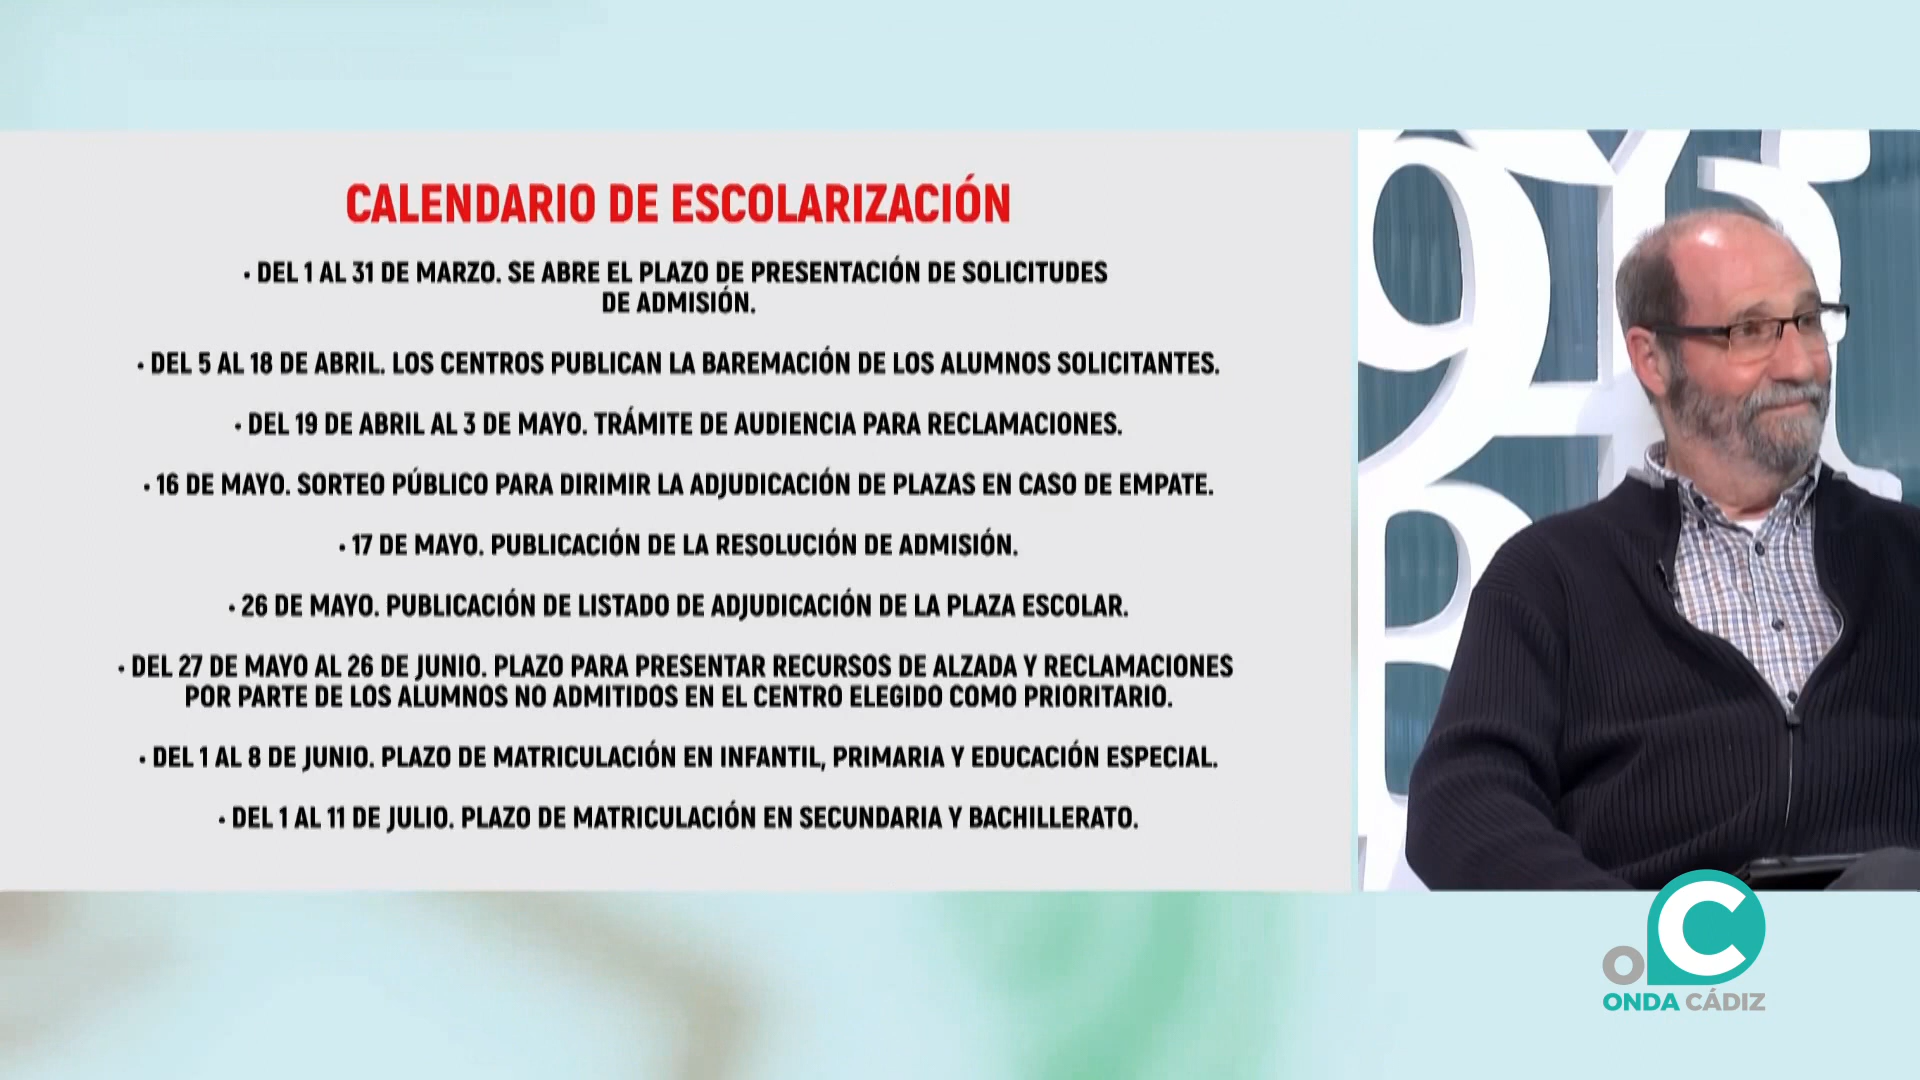 CALENDARIO DE ESCOLARIZACIÓN
• DEL 1 AL 31 DE MARZO. SE ABRE EL PLAZO DE PRESENTACIÓN DE SOLICITUDES
DE ADMISIÓN.
• DEL 5 AL 18 DE ABRIL. LOS CENTROS PUBLICAN LA BAREMACIÓN DE LOS ALUMNOS SOLICITANTES.
• DEL 19 DE ABRIL AL 3 DE MAYO. TRÁMITE DE AUDIENCIA PARA RECLAMACIONES.
• 16 DE MAYO. SORTEO PÚBLICO PARA DIRIMIR LA ADJUDICACIÓN DE PLAZAS EN CASO DE EMPATE.
• 17 DE MAYO. PUBLICACIÓN DE LA RESOLUCIÓN DE ADMISIÓN.
• 26 DE MAYO. PUBLICACIÓN DE LISTADO DE ADJUDICACIÓN DE LA PLAZA ESCOLAR.
• DEL 27 DE MAYO AL 26 DE JUNIO. PLAZO PARA PRESENTAR RECURSOS DE ALZADA Y RECLAMACIONES
POR PARTE DE LOS ALUMNOS NO ADMITIDOS EN EL CENTRO ELEGIDO COMO PRIORITARIO.
• DEL 1 AL 8 DE JUNIO. PLAZO DE MATRICULACIÓN EN INFANTIL, PRIMARIA Y EDUCACIÓN ESPECIAL.
• DEL 1 AL 11 DE JULIO. PLAZO DE MATRICULACIÓN EN SECUNDARIA Y BACHILLERATO.
OC
ONDA CÁDIZ